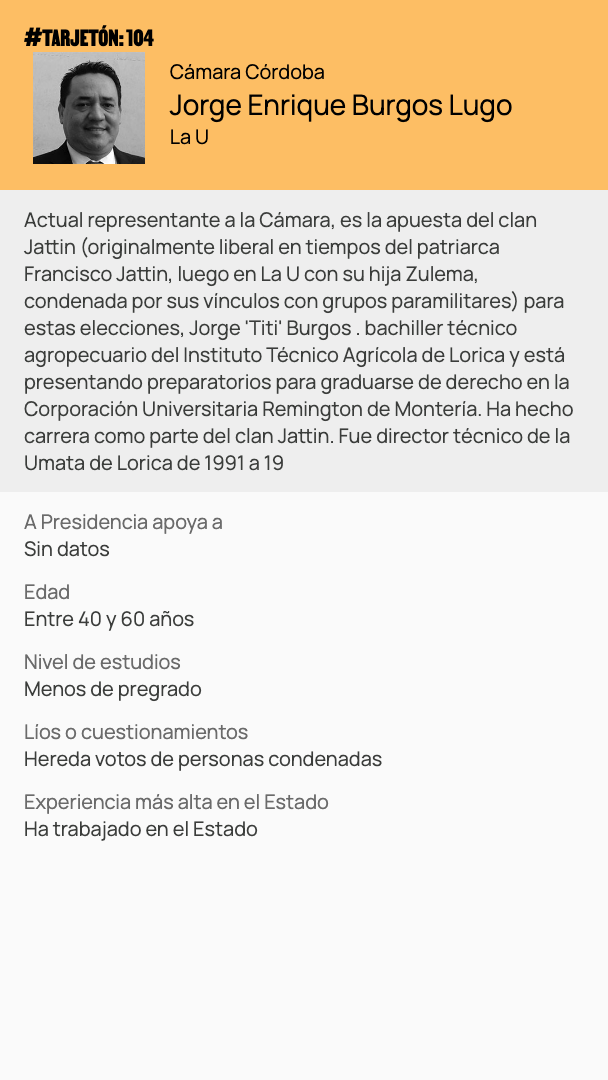 #TARJETÓN: 104
Cámara Córdoba
Jorge Enrique Burgos Lugo
La U
Actual representante a la Cámara, es la apuesta del clan
Jattin (originalmente liberal en tiempos del patriarca
Francisco Jattin, luego en La U con su hija Zulema,
condenada por sus vínculos con grupos paramilitares) para
estas elecciones, Jorge 'Titi' Burgos . bachiller técnico
agropecuario del Instituto Técnico Agrícola de Lorica y está
presentando preparatorios para graduarse de derecho en la
Corporación Universitaria Remington de Montería. Ha hecho
carrera como parte del clan Jattin. Fue director técnico de la
Umata de Lorica de 1991 a 19
A Presidencia apoya a
Sin datos
Edad
Entre 40 y 60 años
Nivel de estudios
Menos de pregrado
Líos o cuestionamientos
Hereda votos de personas condenadas
Experiencia más alta en el Estado
Ha trabajado en el Estado